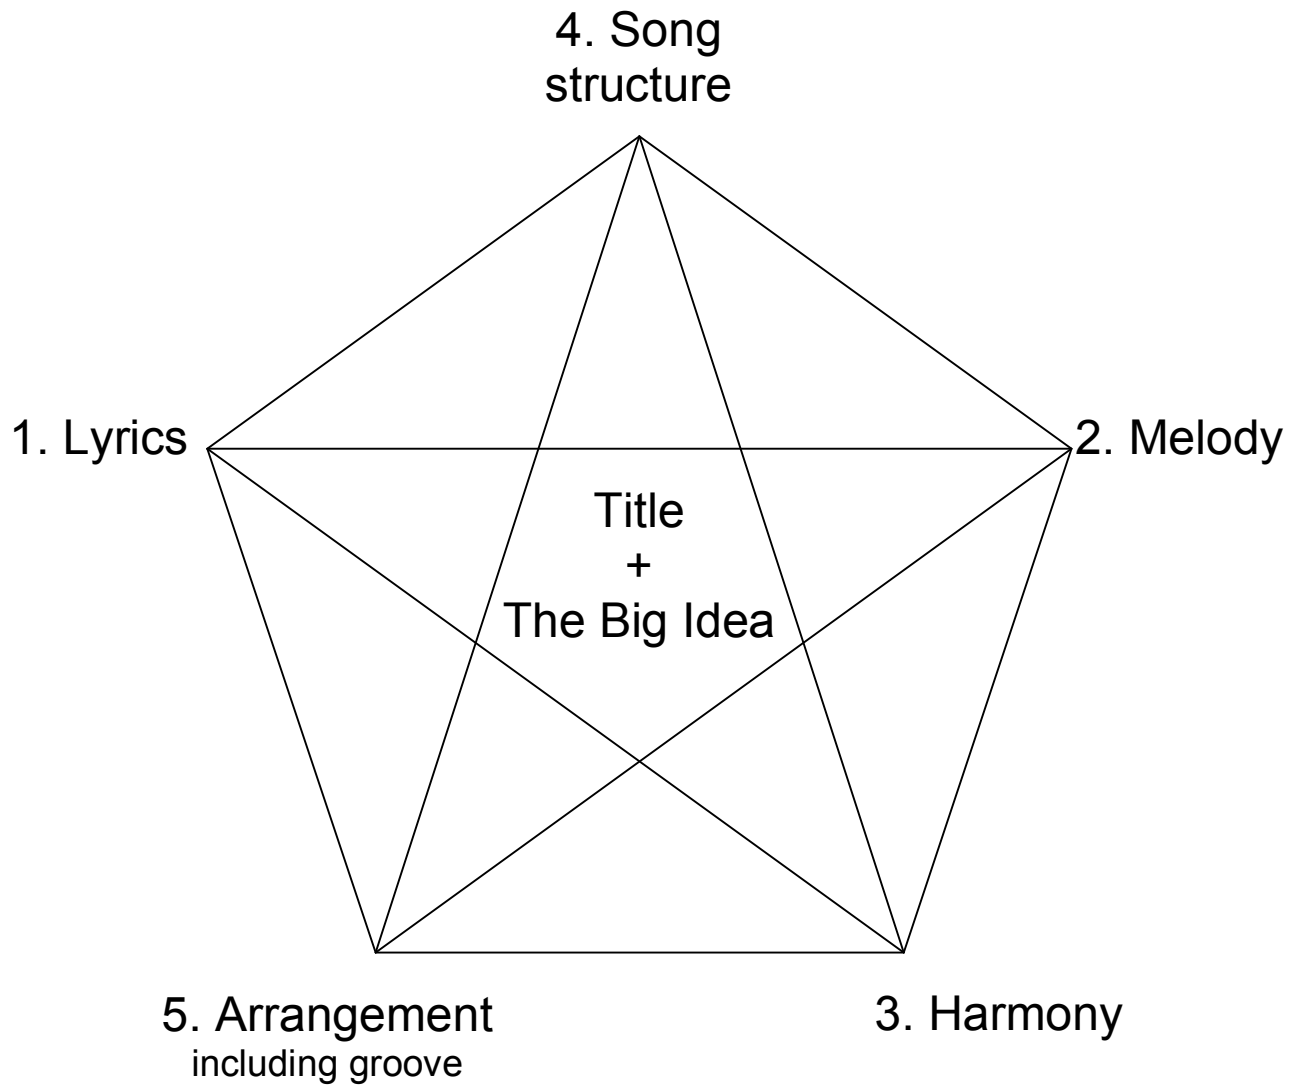 4. Song
structure
1. Lyrics
2. Melody
Title
+
The Big Idea
5. Arrangement
including groove
3. Harmony